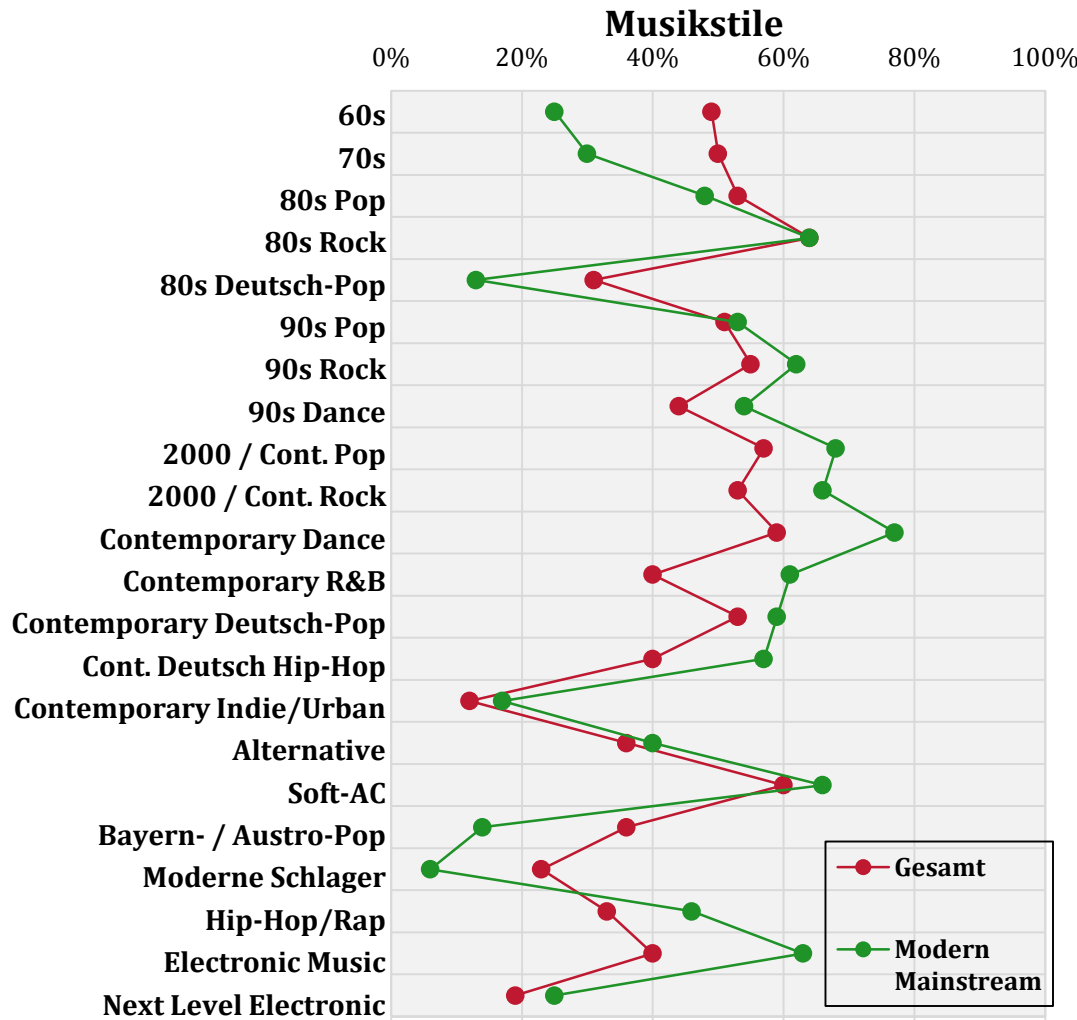 Musikstile
0% 20% 40% 60% 80% 100%
60s
70s
80s Pop
80s Rock
80s Deutsch-Pop
90s Pop
90s Rock
90s Dance
2000 / Cont. Pop
2000 / Cont. Rock
Contemporary Dance
Contemporary R&B
Contemporary Deutsch-Pop
Cont. Deutsch Hip-Hop
Contemporary Indie/Urban
Alternative
Soft-AC
Bayern- / Austro-Pop
Moderne Schlager
Hip-Hop/Rap
Electronic Music
Next Level Electronic
Gesamt
Modern
Mainstream